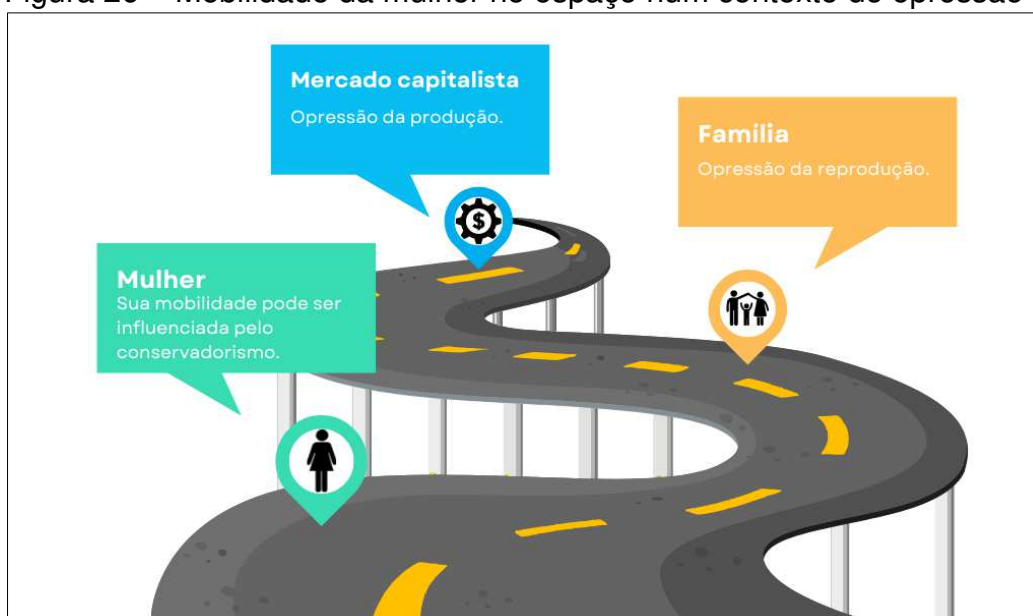 Figura 20 – Mobilidade da mulher no espaço num contexto de opressão
Mercado capitalista
Opressão da produção.
Família
Opressão da reprodução.
$
Mulher
Sua mobilidade pode ser
influenciada pelo
conservadorismo.